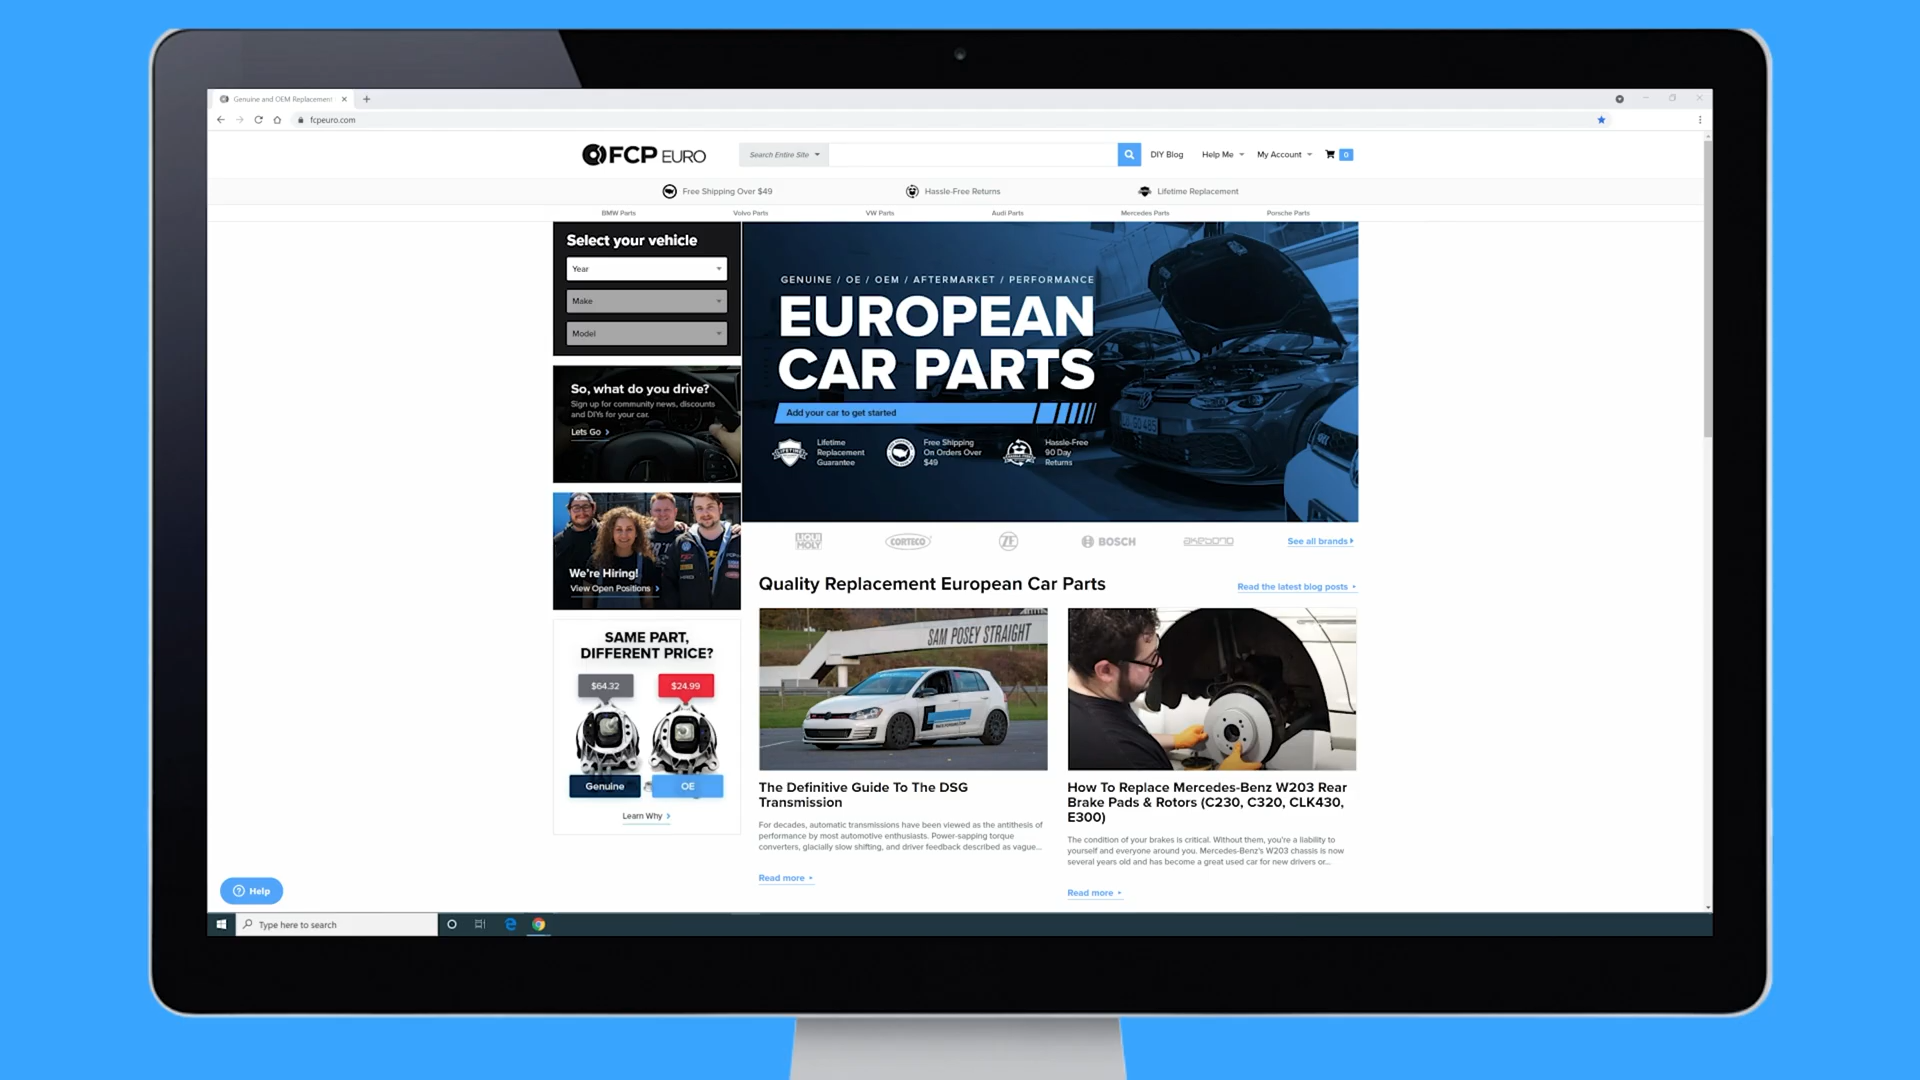 Genuine and OEM Replacement
fcpeuro.com
FCP EURO
Search Entire Site
DIY Blog
Help Me
My Account
0
Free Shipping Over $49
Hassle-Free Returns
Lifetime Replacement
BMW Parts
Volvo Parts
VW Parts
Audi Parts
Mercedes Parts
Porsche Parts
Select your vehicle
Year
Make
Model
So, what do you drive?
Sign up for community news, discounts
and DIYs for your car.
Lets Go
We're Hiring!
View Open Positions
SAME PART,
DIFFERENT PRICE?
$64.32
$24.99
Genuine
OE
Learn Why
GENUINE / OE / OEM / AFTERMARKET / PERFORMANCE
EUROPEAN
CAR PARTS
Add your car to get started
LIFETIME
Lifetime
Replacement
Guarantee
Free Shipping
On Orders Over
$49
Hassle-Free
90 Day
Returns
LIQUI
MOLY
CORTECO
ZF
BOSCH
akebono
See all brands
Quality Replacement European Car Parts
Read the latest blog posts
SAM POSEY STRAIGHT
The Definitive Guide To The DSG
Transmission
For decades, automatic transmissions have been viewed as the antithesis of
performance by most automotive enthusiasts. Power-sapping torque
converters, glacially slow shifting, and driver feedback described as vague...
Read more
How To Replace Mercedes-Benz W203 Rear
Brake Pads & Rotors (C230, C320, CLK430,
E300)
The condition of your brakes is critical. Without them, you're a liability to
yourself and everyone around you. Mercedes-Benz's W203 chassis is now
several years old and has become a great used car for new drivers or...
Read more
Help
Type here to search